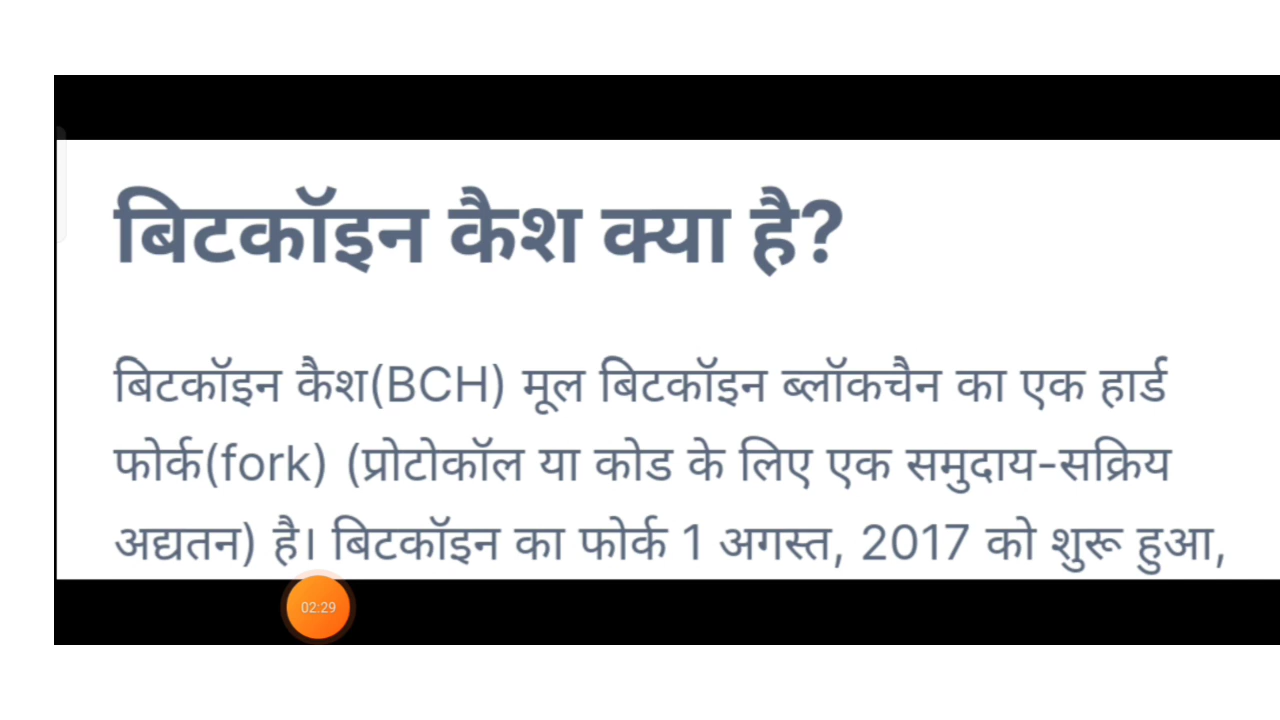 बिटकॉइन कैश क्या है?
बिटकॉइन कैश(BCH) मूल बिटकॉइन ब्लॉकचैन का एक हार्ड
फोर्क(fork) (प्रोटोकॉल या कोड के लिए एक समुदाय-सक्रिय
अद्यतन) है। बिटकॉइन का फोर्क 1 अगस्त, 2017 को शुरू हुआ,
02:29